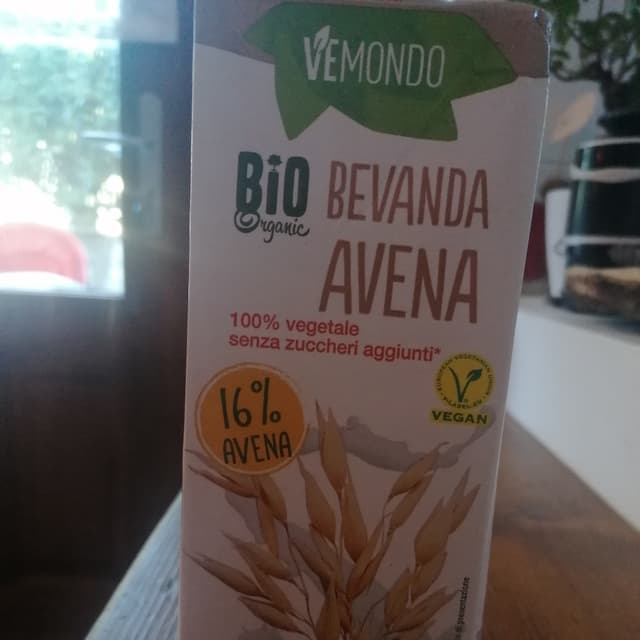 VEMONDO
BIO
Organic
BEVANDA
AVENA
100% vegetale
senza zuccheri aggiunti*
16%
AVENA
VEGAN